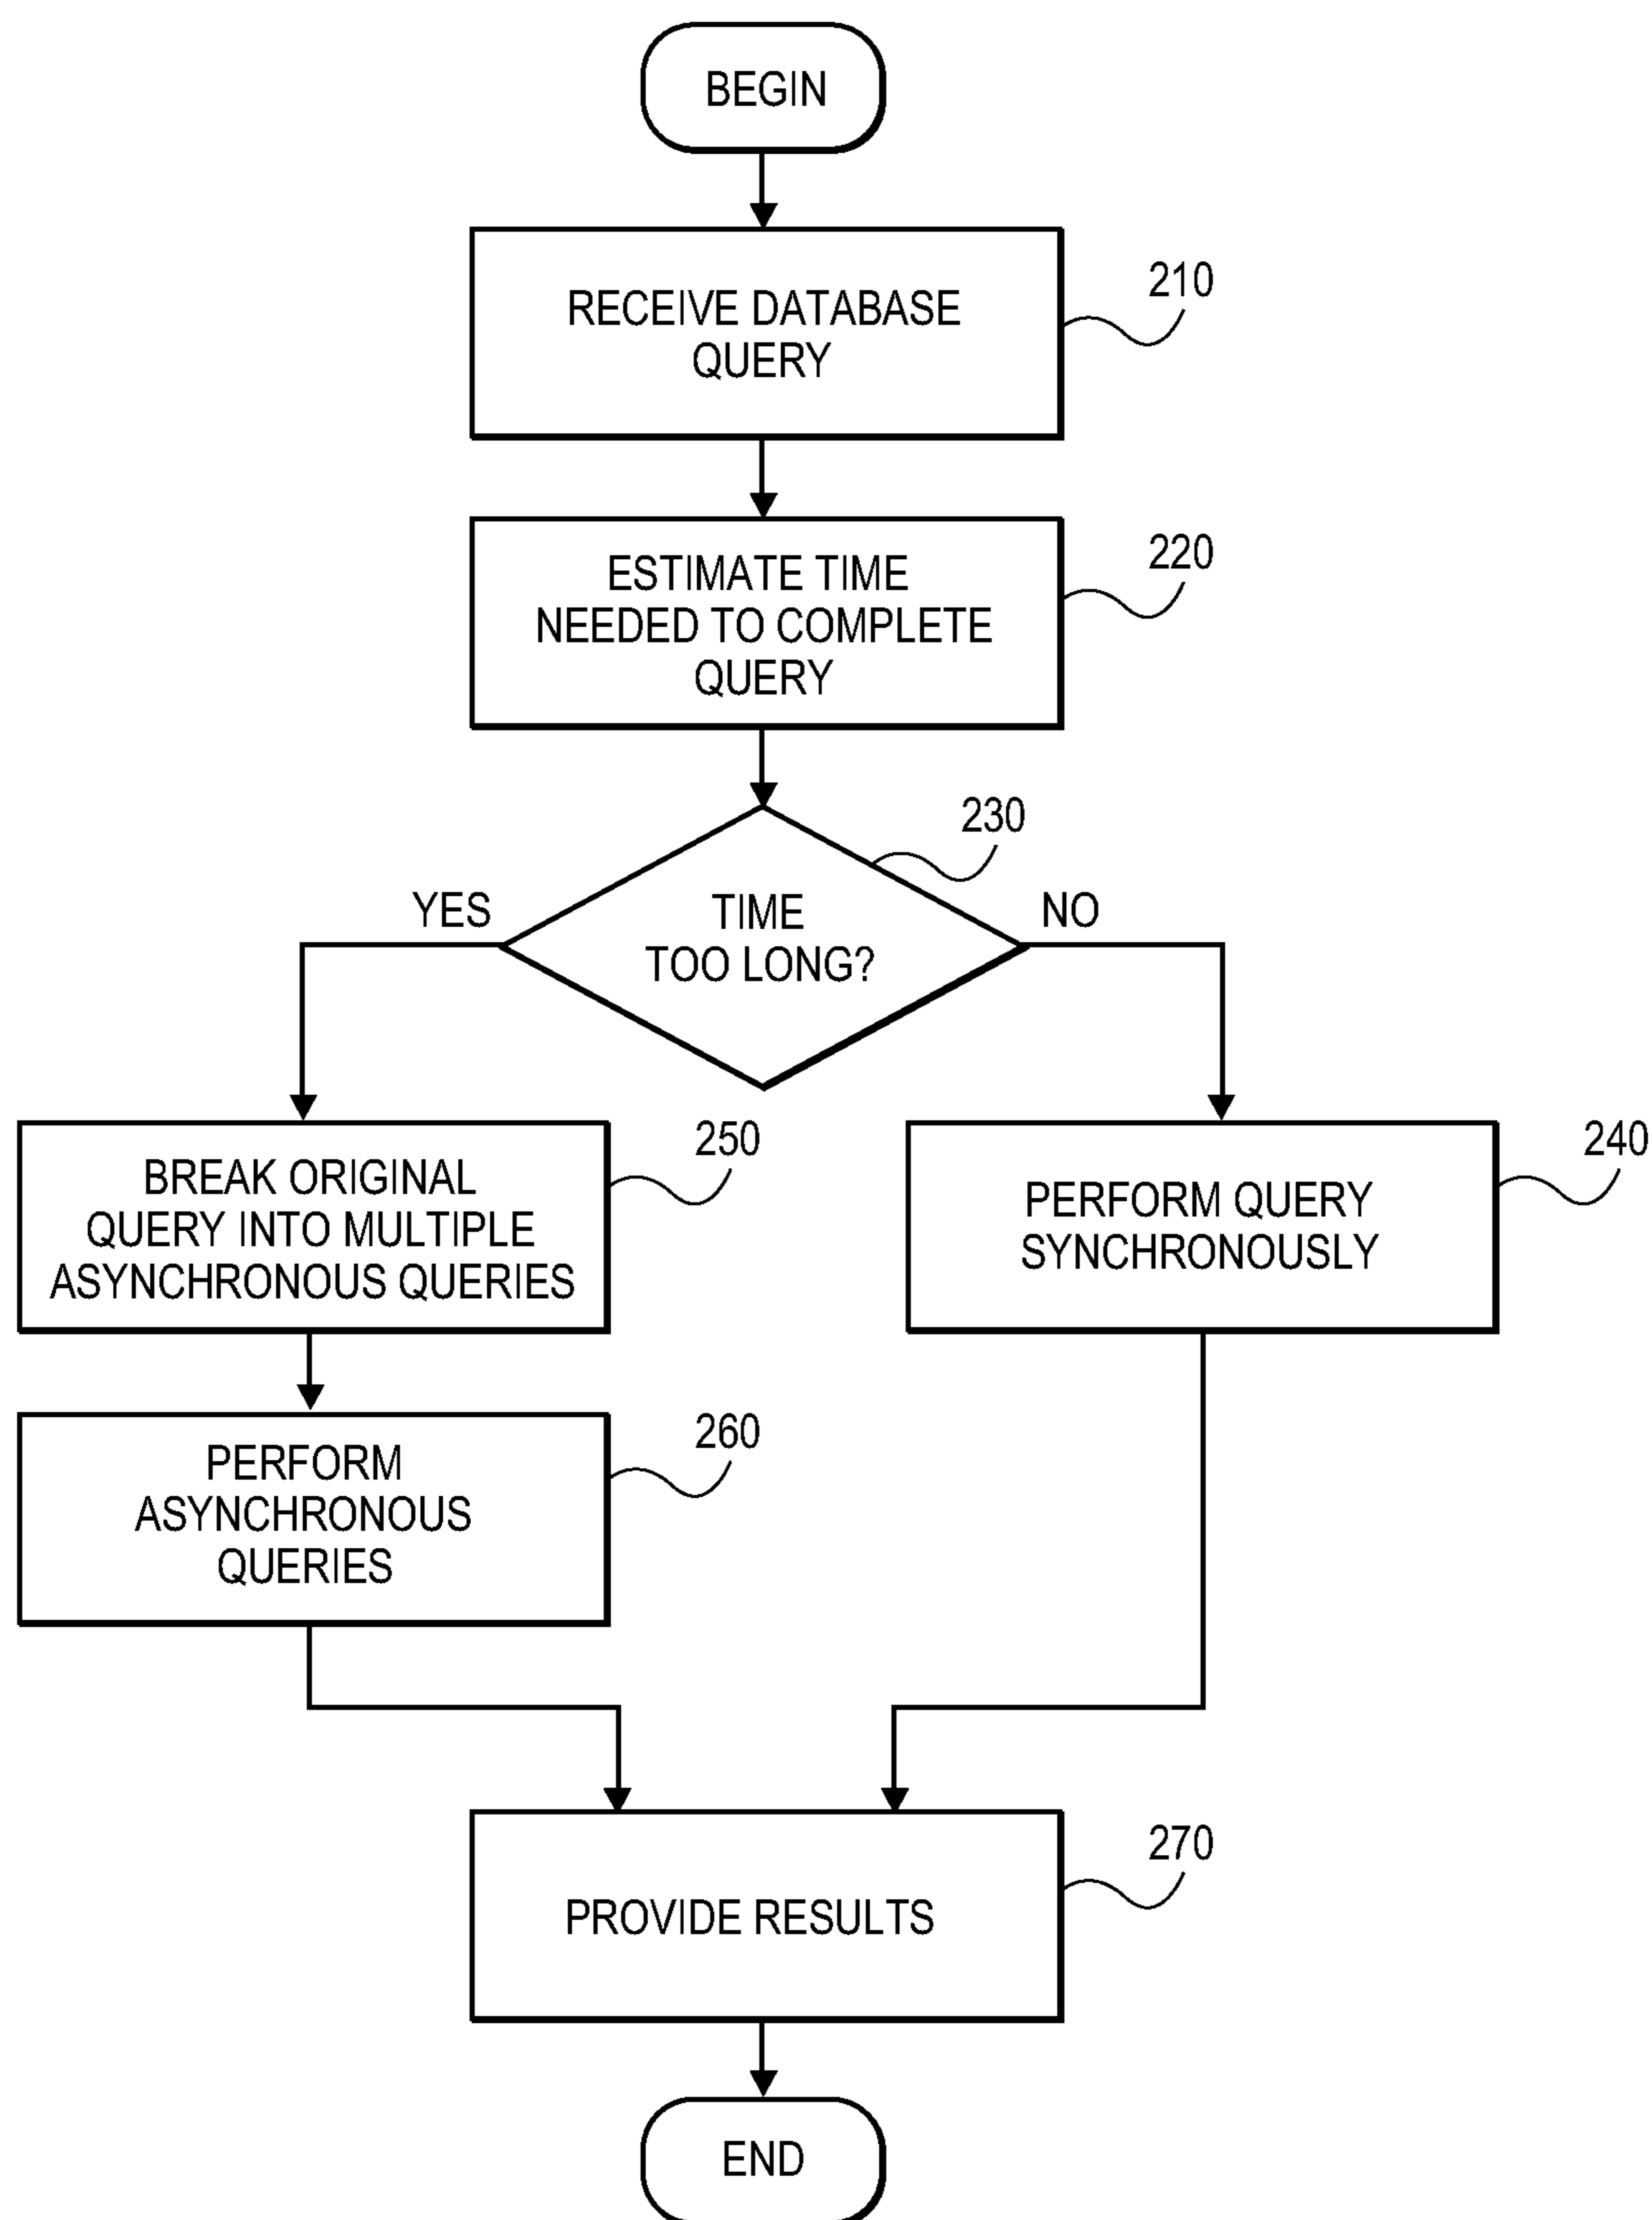 BEGIN
RECEIVE DATABASE
QUERY
210
ESTIMATE TIME
NEEDED TO COMPLETE
QUERY
220
230
YES
TIME
TOO LONG?
NO
BREAK ORIGINAL
QUERY INTO MULTIPLE
ASYNCHRONOUS QUERIES
250
PERFORM QUERY
SYNCHRONOUSLY
240
PERFORM
ASYNCHRONOUS
QUERIES
260
PROVIDE RESULTS
270
END